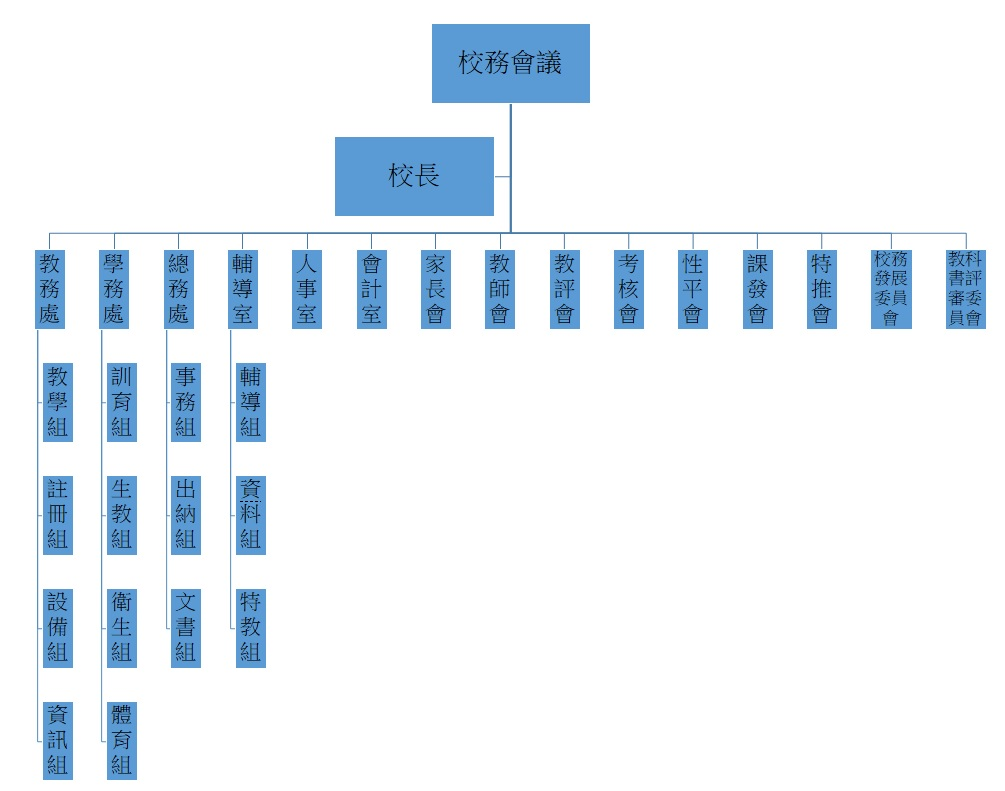 校務會議
校長
教務處
學務處
總務處
輔導室
人事室
會計室
家長會
教師會
教評會
考核會
性平會
課發會
特推會
校務
發展
委員
會
教科
書評
審委
員會
教學組
訓育組
事務組
輔導組
註冊組
生教組
出納組
資料組
設備組
衛生組
文書組
特教組
資訊組
體育組